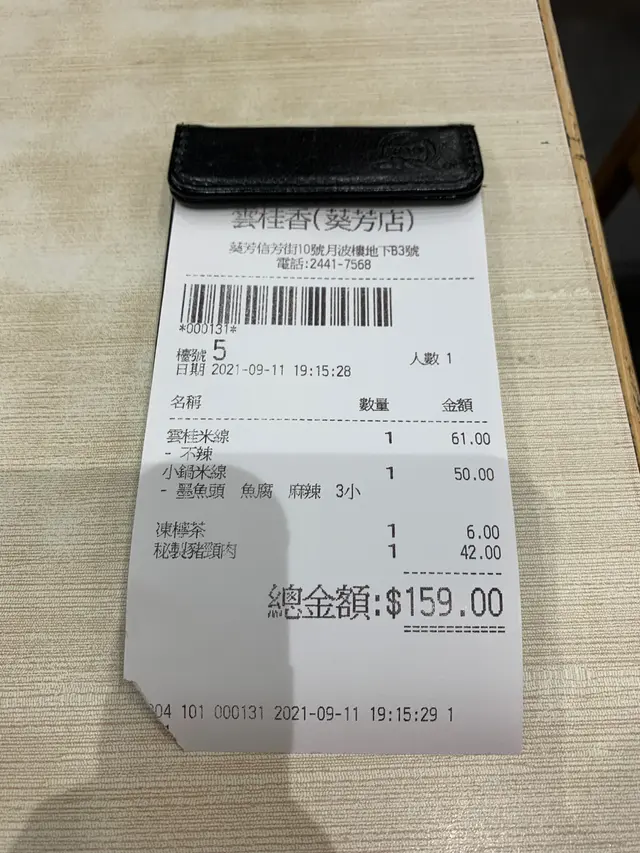 雲桂香(葵芳店)
葵芳信芳街10號月波樓地下B3號
電話:2441-7568
*000131*
檯號 5 人數 1
日期 2021-09-11 19:15:28
名稱 數量 金額
雲桂米線 1 61.00
- 不辣
小鍋米線 1 50.00
- 墨魚頭 魚腐 麻辣 3小
凍檸茶 1 6.00
秘製豬頸肉 1 42.00
總金額:$159.00
04 101 000131 2021-09-11 19:15:29 1